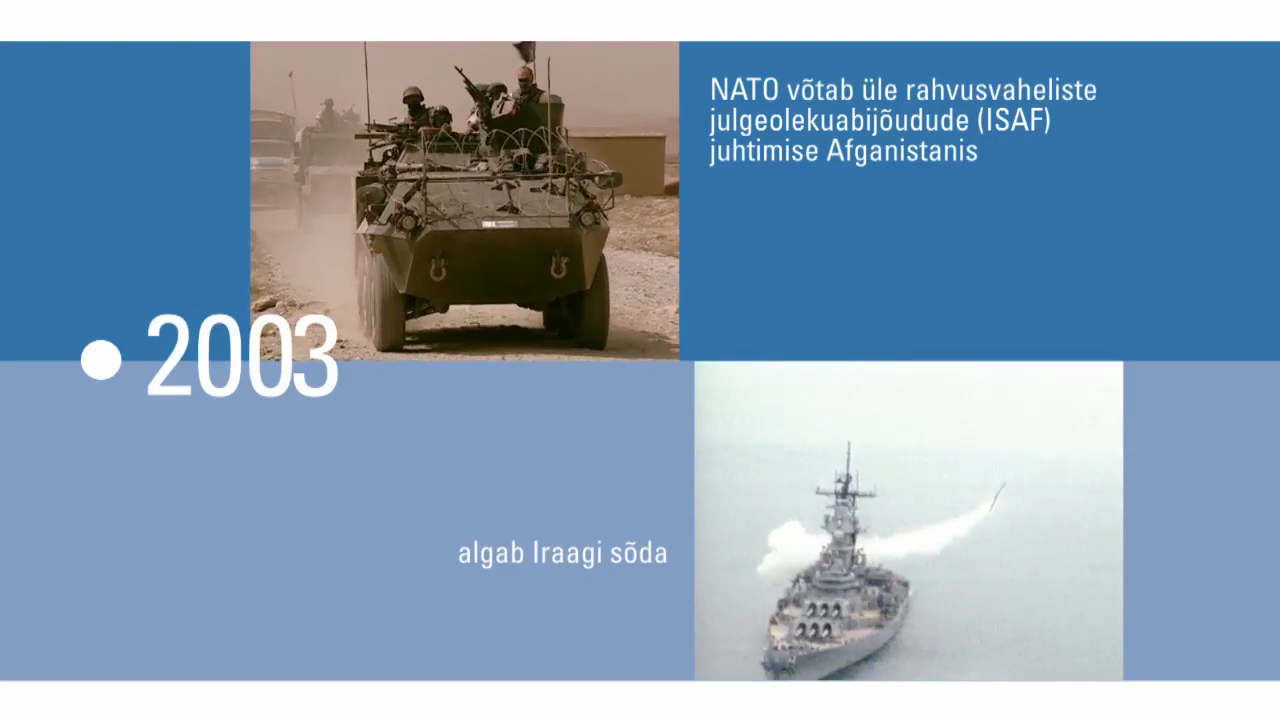 NATO võtab üle rahvusvaheliste
julgeolekuabijõudude (ISAF)
juhtimise Afganistanis
2003
algab Iraagi sõda